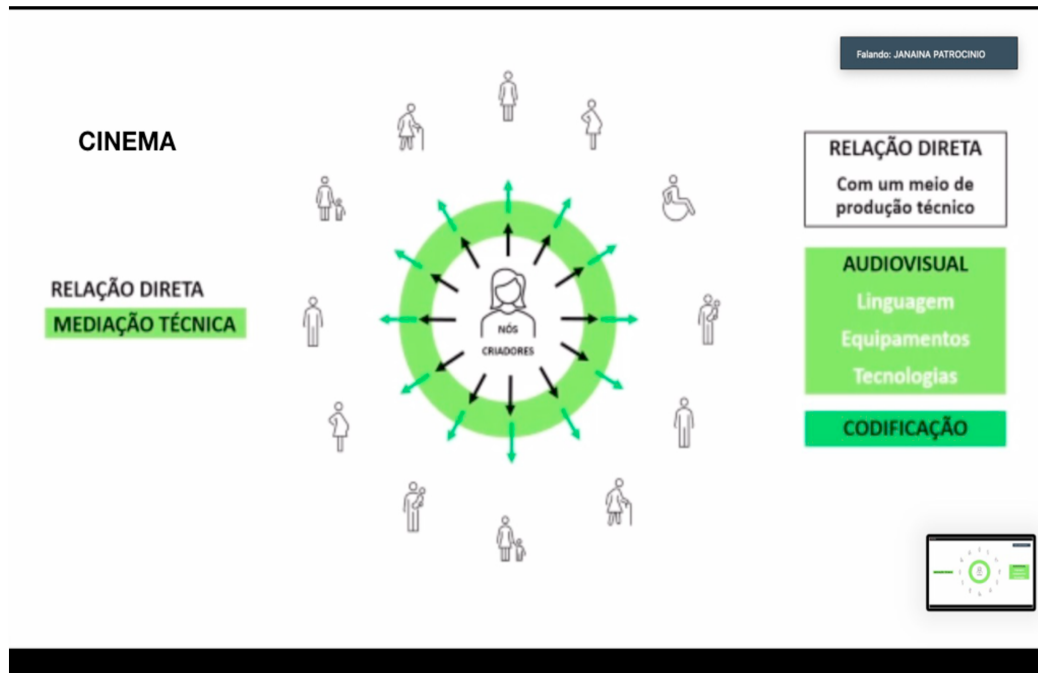 Falando: JANAINA PATROCINIO
CINEMA
RELAÇÃO DIRETA
MEDIAÇÃO TÉCNICA
NÓS
CRIADORES
RELAÇÃO DIRETA
Com um meio de
produção técnico
AUDIOVISUAL
Linguagem
Equipamentos
Tecnologias
CODIFICAÇÃO